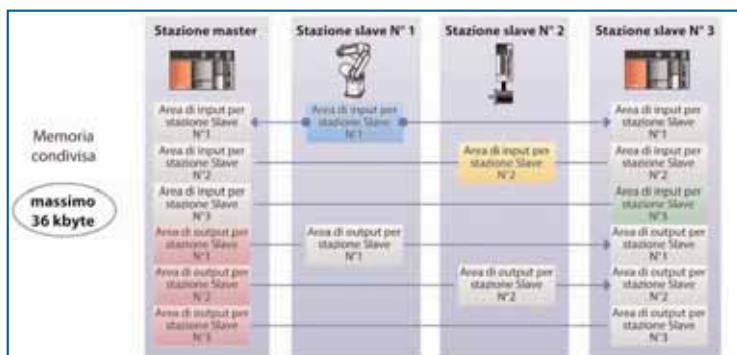 Stazione master
Stazione slave N° 1
Stazione slave N° 2
Stazione slave N° 3
Memoria
condivisa
massimo
36 kbyte
Area di input per
stazione Slave
N°1
Area di input per
stazione Slave
N°1
Area di input per
stazione Slave
N°1
Area di input per
stazione Slave
N°2
Area di input per
stazione Slave
N°2
Area di input per
stazione Slave
N°2
Area di input per
stazione Slave
N°3
Area di input per
stazione Slave
N°3
Area di output per
stazione Slave
N°1
Area di output per
stazione Slave
N°1
Area di output per
stazione Slave
N°1
Area di output per
stazione Slave
N°2
Area di output per
stazione Slave
N°2
Area di output per
stazione Slave
N°2
Area di output per
stazione Slave
N°3
Area di output per
stazione Slave
N°3